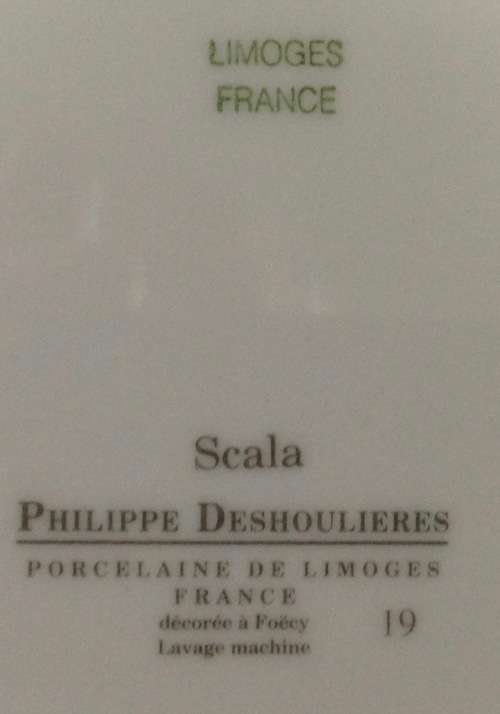 LIMOGES
FRANCE
Scala
PHILIPPE DESHOULIERES
PORCELAINE DE LIMOGES
FRANCE
décorée à Foëcy 19
Lavage machine